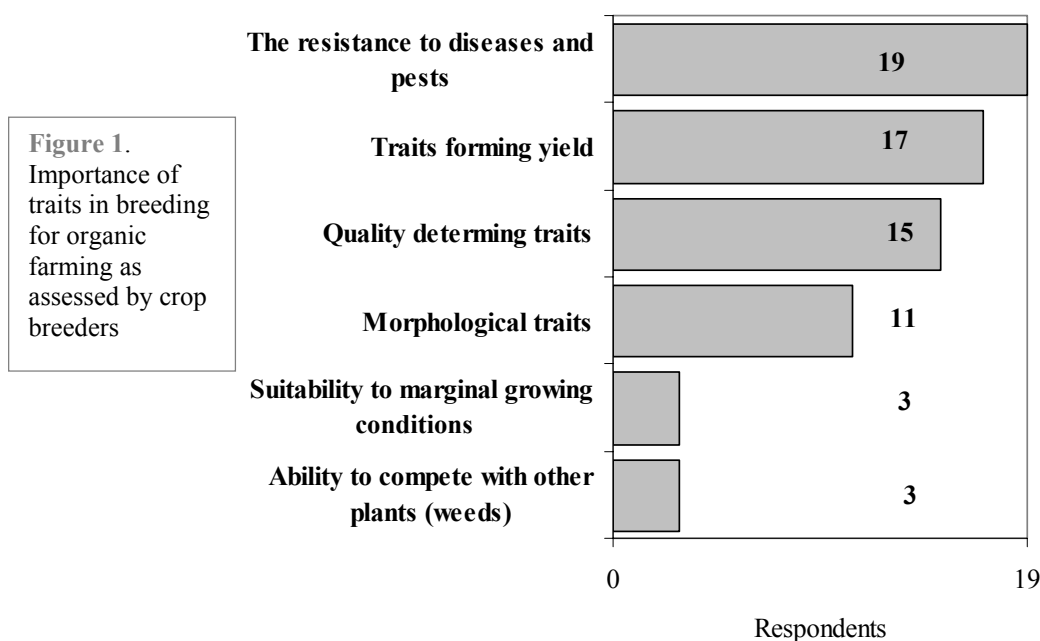 Figure 1.
Importance of
traits in breeding
for organic
farming as
assessed by crop
breeders
The resistance to diseases and
pests
19
Traits forming yield
17
Quality determing traits
15
Morphological traits
11
Suitability to marginal growing
conditions
3
Ability to compete with other
plants (weeds)
3
0
19
Respondents